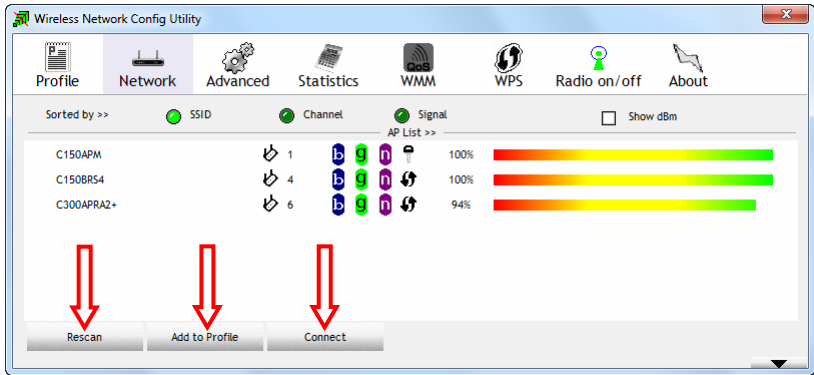 Wireless Network Config Utility
x
P
QoS
Profile Network Advanced Statistics WMM WPS Radio on/off About
Sorted by >> SSID Channel Signal Show dBm
AP List >>
C150APM 1 b g n 100%
C150BRS4 4 b g n 100%
C300APRA2+ 6 b g n 94%
Rescan Add to Profile Connect